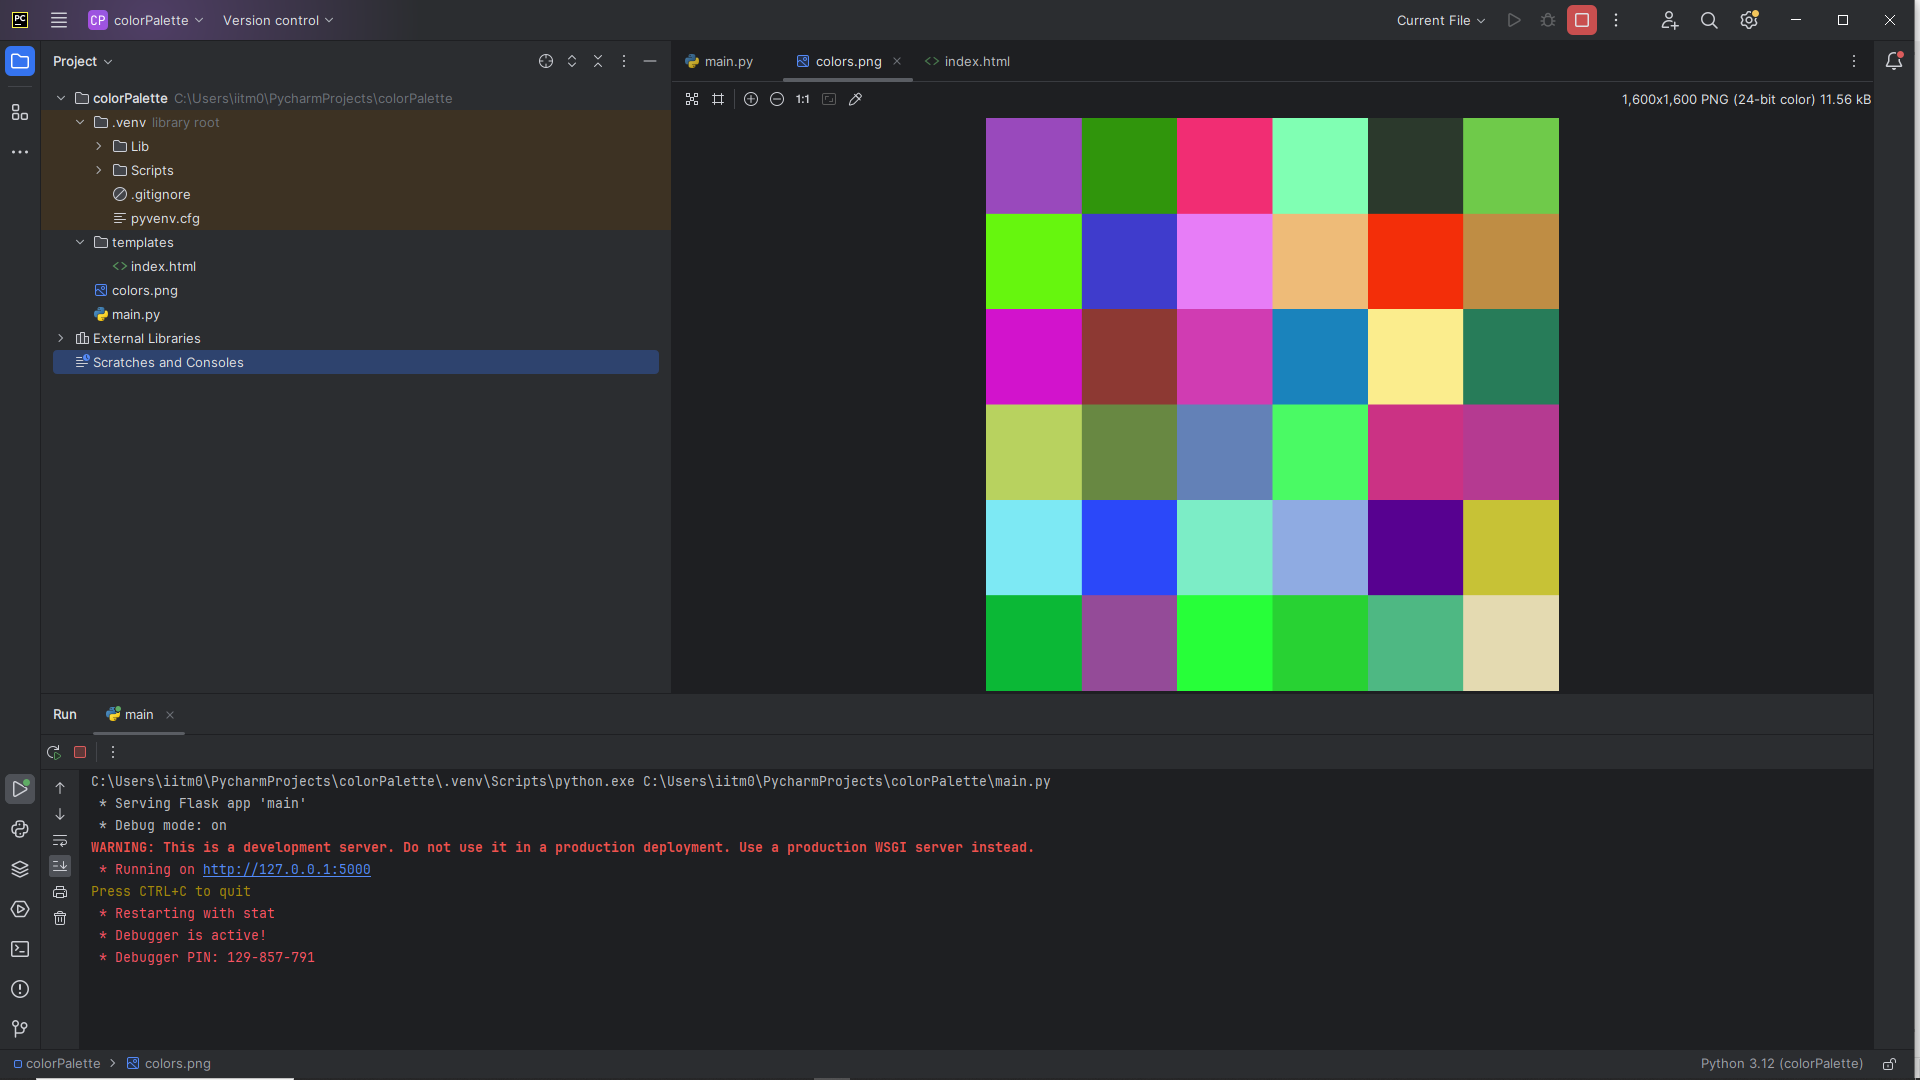 PC
CP colorPalette Version control Current File
Project
main.py colors.png index.html
colorPalette C:\Users\iitm0\PycharmProjects\colorPalette
1:1 1,600x1,600 PNG (24-bit color) 11.56 kB
.venv library root
Lib
Scripts
.gitignore
pyvenv.cfg
templates
index.html
colors.png
main.py
External Libraries
Scratches and Consoles
Run main
C:\Users\iitm0\PycharmProjects\colorPalette\.venv\Scripts\python.exe C:\Users\iitm0\PycharmProjects\colorPalette\main.py
* Serving Flask app 'main'
* Debug mode: on
WARNING: This is a development server. Do not use it in a production deployment. Use a production WSGI server instead.
* Running on http://127.0.0.1:5000
Press CTRL+C to quit
* Restarting with stat
* Debugger is active!
* Debugger PIN: 129-857-791
colorPalette > colors.png Python 3.12 (colorPalette)